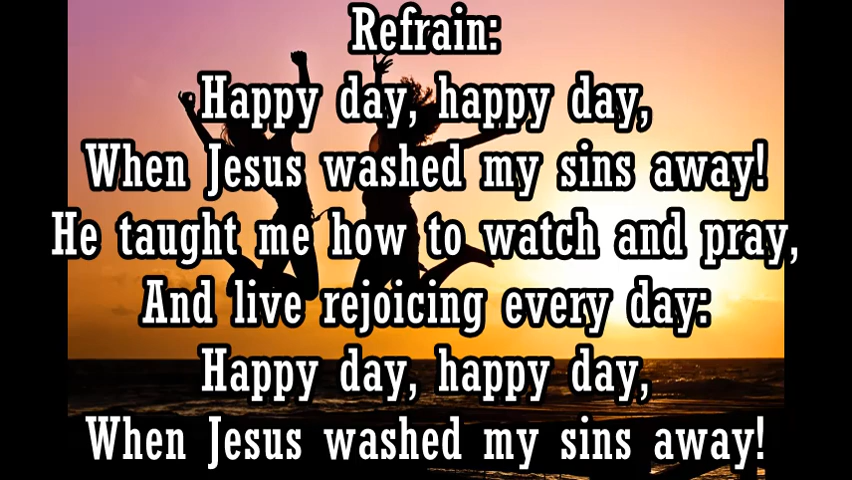 Refrain:
Happy day, happy day,
When Jesus washed my sins away!
He taught me how to watch and pray,
And live rejoicing every day:
Happy day, happy day,
When Jesus washed my sins away!